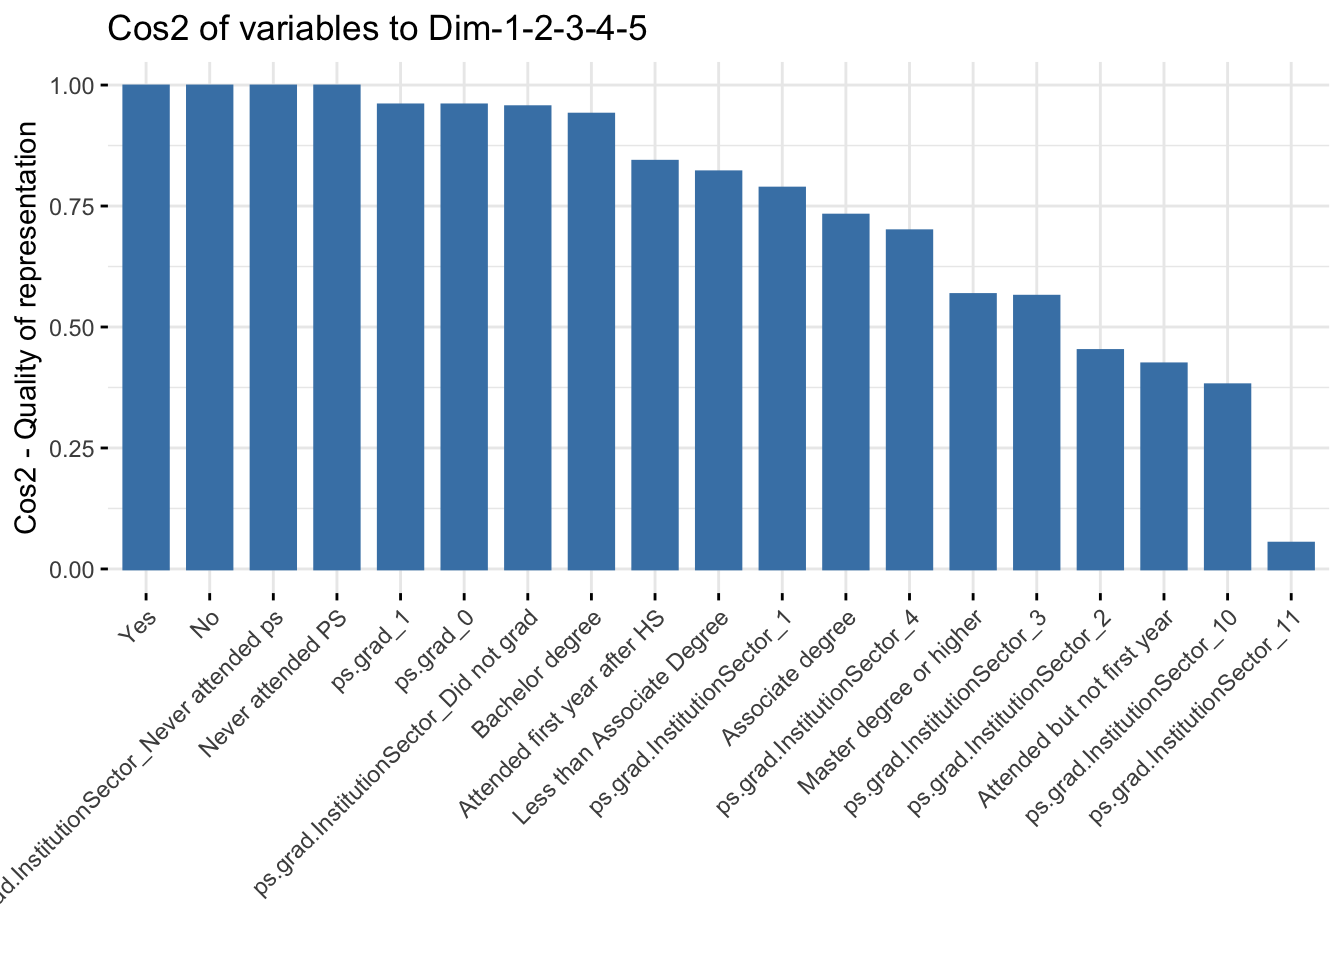 Cos2 of variables to Dim-1-2-3-4-5
Cos2 - Quality of representation
1.00
0.75
0.50
0.25
0.00
Yes
No
ad.InstitutionSector_Never attended ps
Never attended PS
ps.grad_1
ps.grad_0
ps.grad.InstitutionSector_Did not grad
Bachelor degree
Attended first year after HS
Less than Associate Degree
ps.grad.InstitutionSector_1
Associate degree
ps.grad.InstitutionSector_4
Master degree or higher
ps.grad.InstitutionSector_3
ps.grad.InstitutionSector_2
Attended but not first year
ps.grad.InstitutionSector_10
ps.grad.InstitutionSector_11